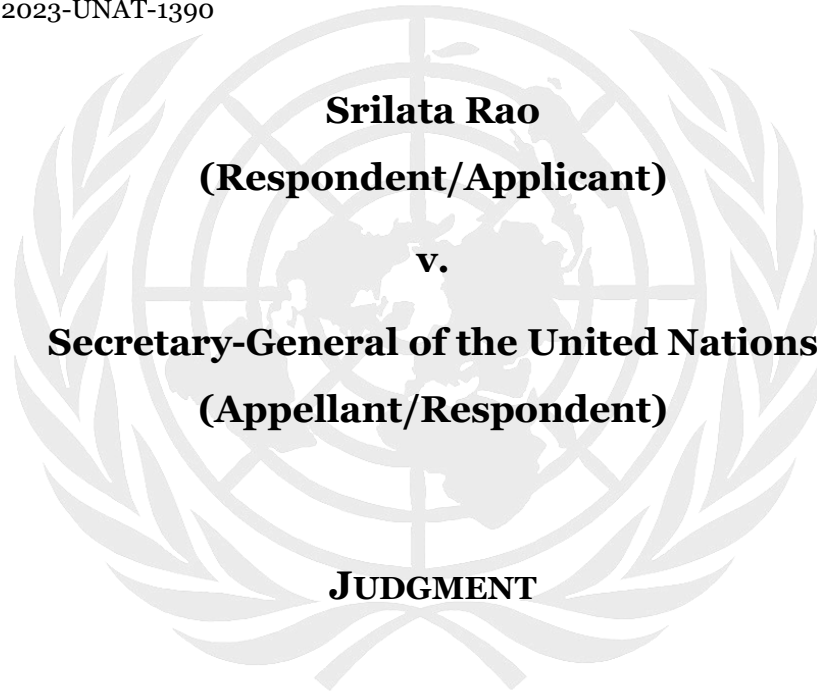 2023-UNAT-1390
Srilata Rao
(Respondent/Applicant)
v.
Secretary-General of the United Nations
(Appellant/Respondent)
JUDGMENT